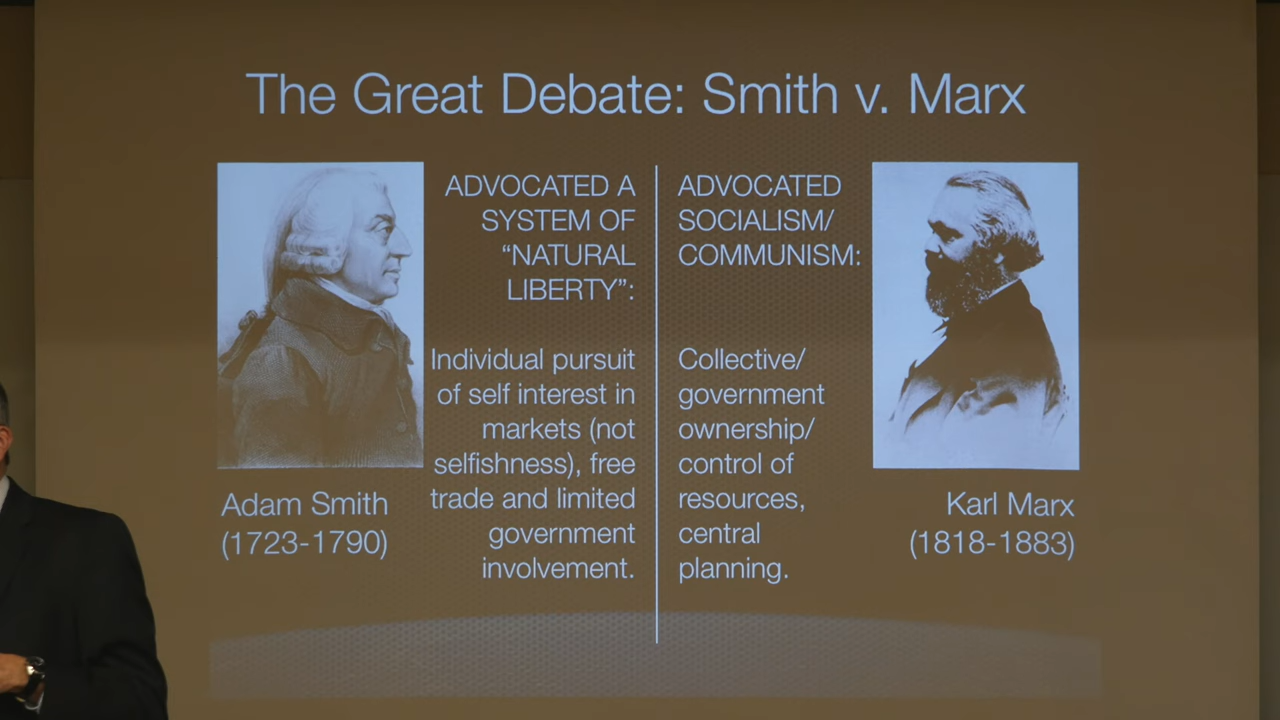 The Great Debate: Smith v. Marx
ADVOCATED A
SYSTEM OF
“NATURAL
LIBERTY”:
Individual pursuit
of self interest in
markets (not
selfishness), free
trade and limited
government
involvement.
Adam Smith
(1723-1790)
ADVOCATED
SOCIALISM/
COMMUNISM:
Collective/
government
ownership/
control of
resources,
central
planning.
Karl Marx
(1818-1883)